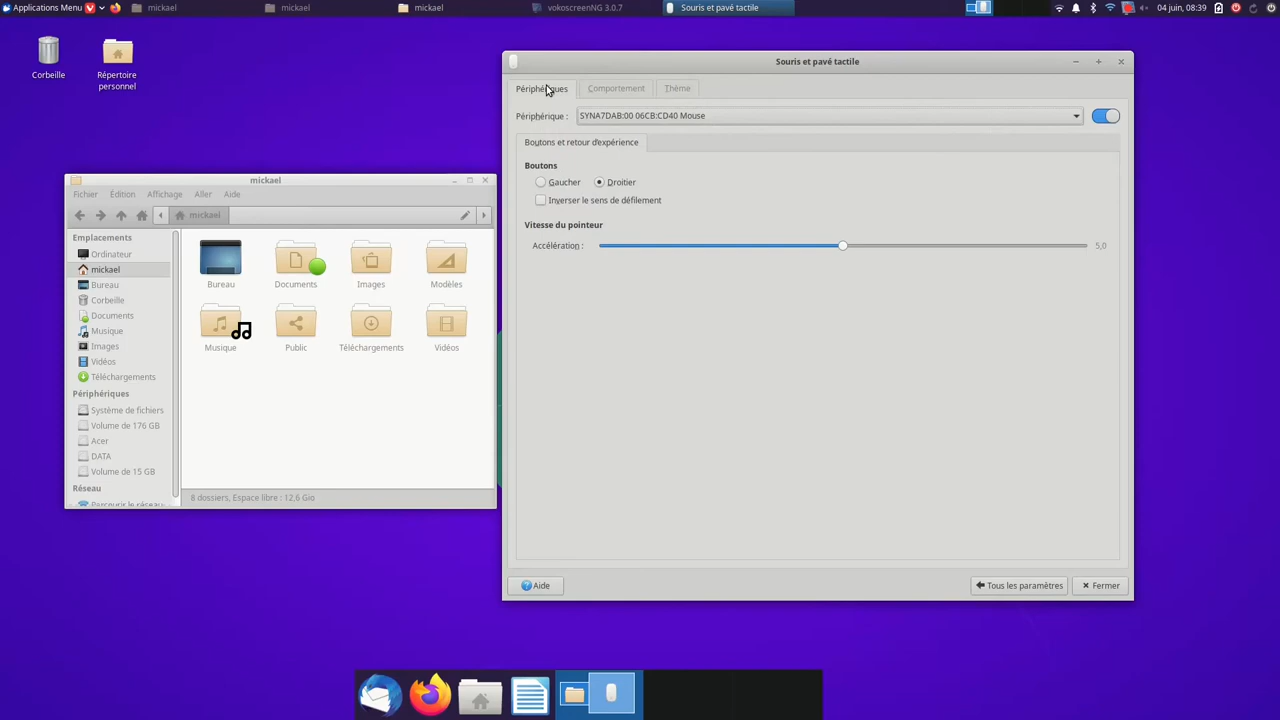 Applications Menu
mickael
mickael
mickael
vokoscreenNG 3.0.7
Souris et pavé tactile
04 juin, 08:39
Corbeille
Répertoire
personnel
Souris et pavé tactile
Périphériques
Comportement
Thème
Périphérique :
SYNA7DAB:00 06CB:CD40 Mouse
Boutons et retour d'expérience
Boutons
Gaucher
Droitier
Inverser le sens de défilement
Vitesse du pointeur
Accélération :
5,0
Aide
Tous les paramètres
Fermer
mickael
Fichier
Édition
Affichage
Aller
Aide
mickael
Emplacements
Ordinateur
mickael
Bureau
Corbeille
Documents
Musique
Images
Vidéos
Téléchargements
Périphériques
Système de fichiers
Volume de 176 GB
Acer
DATA
Volume de 15 GB
Réseau
Parcourir le réseau
Bureau
Documents
Images
Modèles
Musique
Public
Téléchargements
Vidéos
8 dossiers, Espace libre : 12,6 Gio